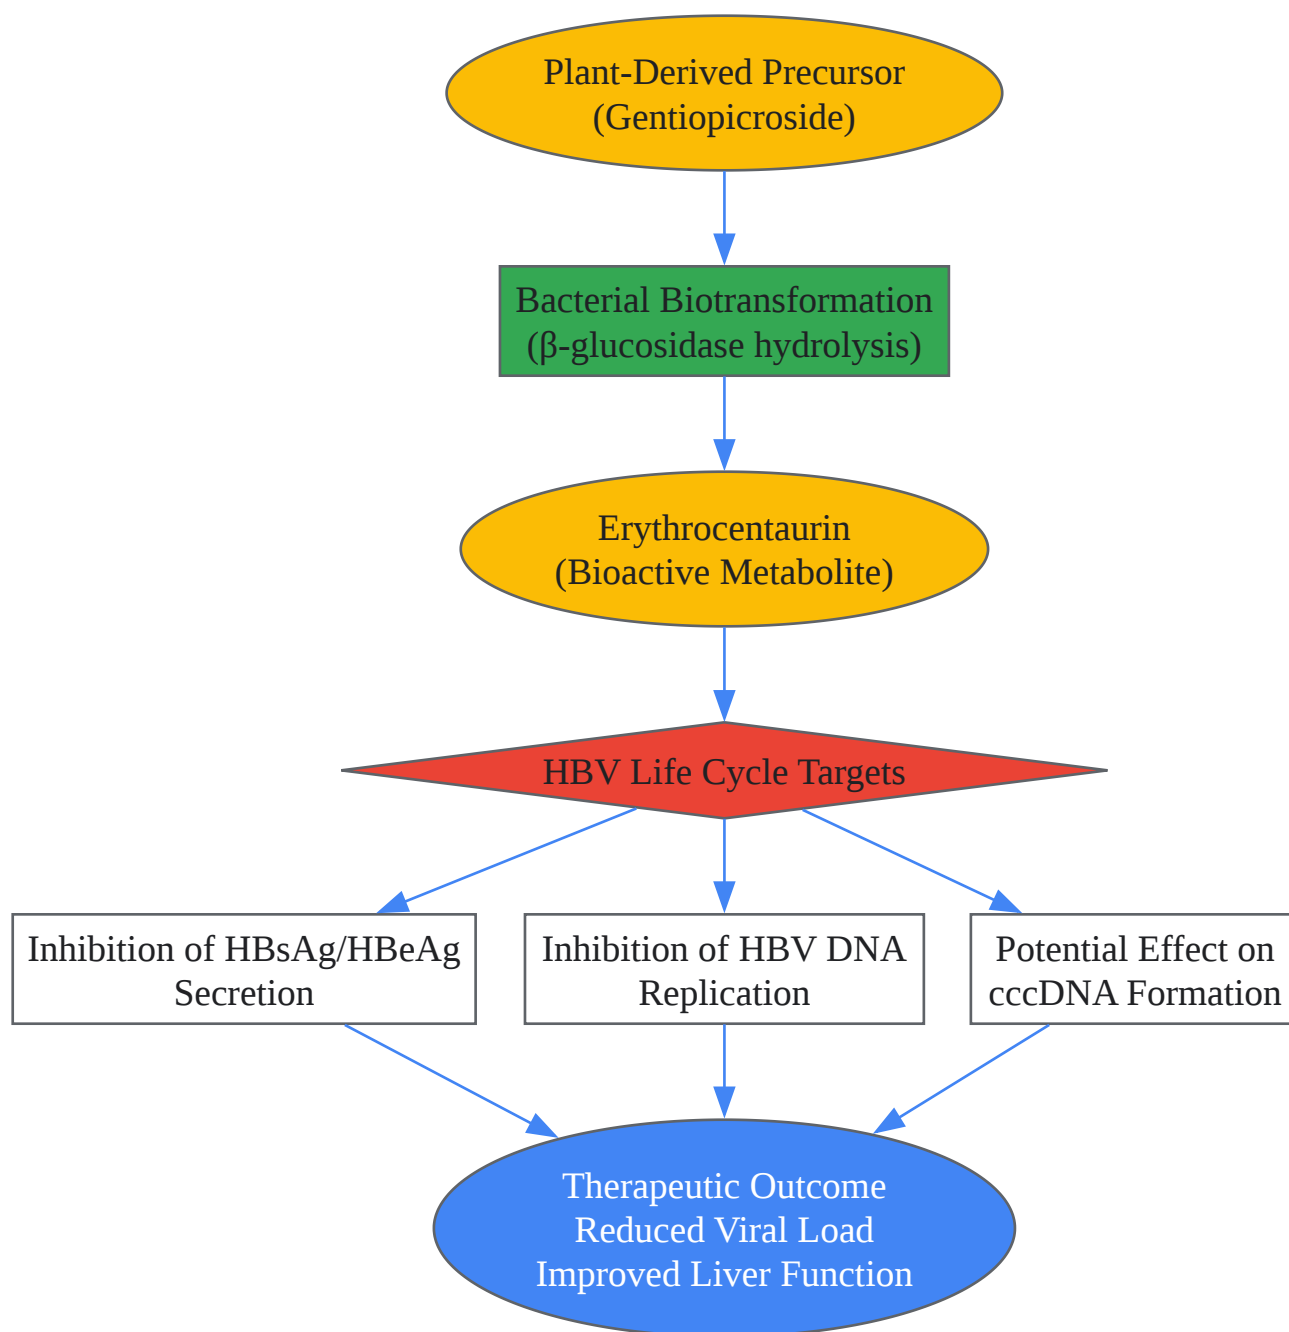 Plant-Derived Precursor
(Gentiopicroside)
Bacterial Biotransformation
(β-glucosidase hydrolysis)
Erythrocentaurin
(Bioactive Metabolite)
HBV Life Cycle Targets
Inhibition of HBsAg/HBeAg
Secretion
Inhibition of HBV DNA
Replication
Potential Effect on
cccDNA Formation
Therapeutic Outcome
Reduced Viral Load
Improved Liver Function